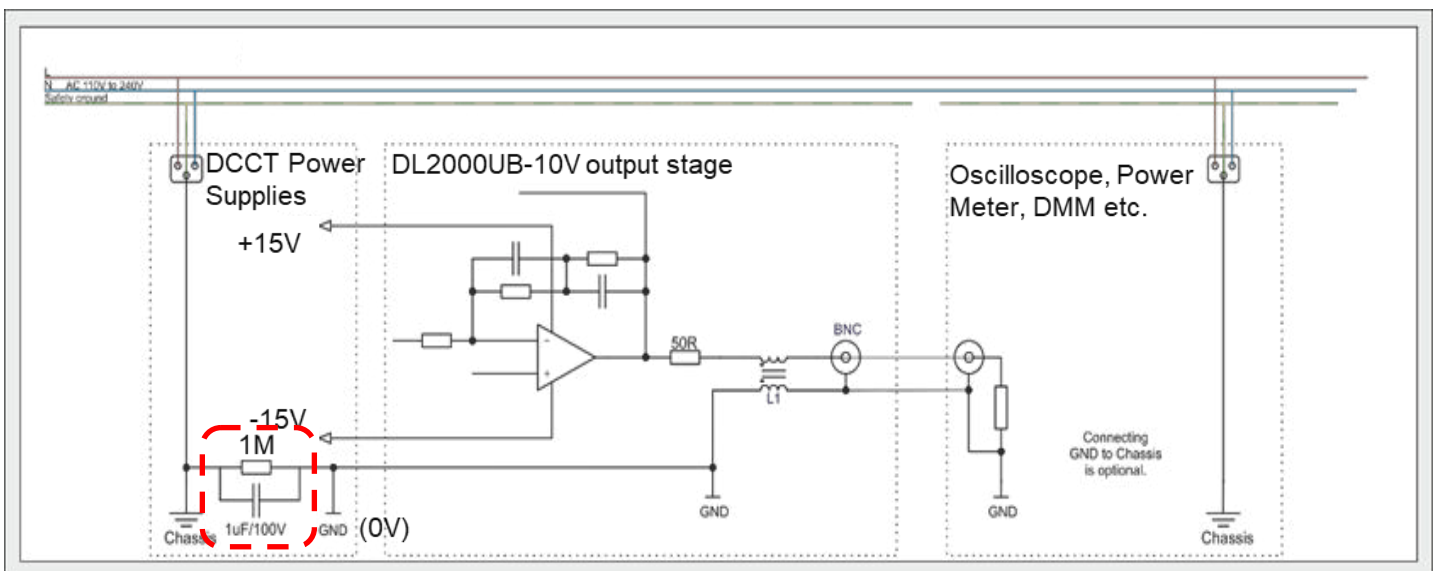 L
N AC 110V to 240V
Safety ground
DCCT Power
Supplies
+15V
-15V
1M
1uF/100V
Chassis
GND
(0V)
DL2000UB-10V output stage
-
+
50R
L1
BNC
GND
Oscilloscope, Power
Meter, DMM etc.
GND
Connecting
GND to Chassis
is optional.
Chassis